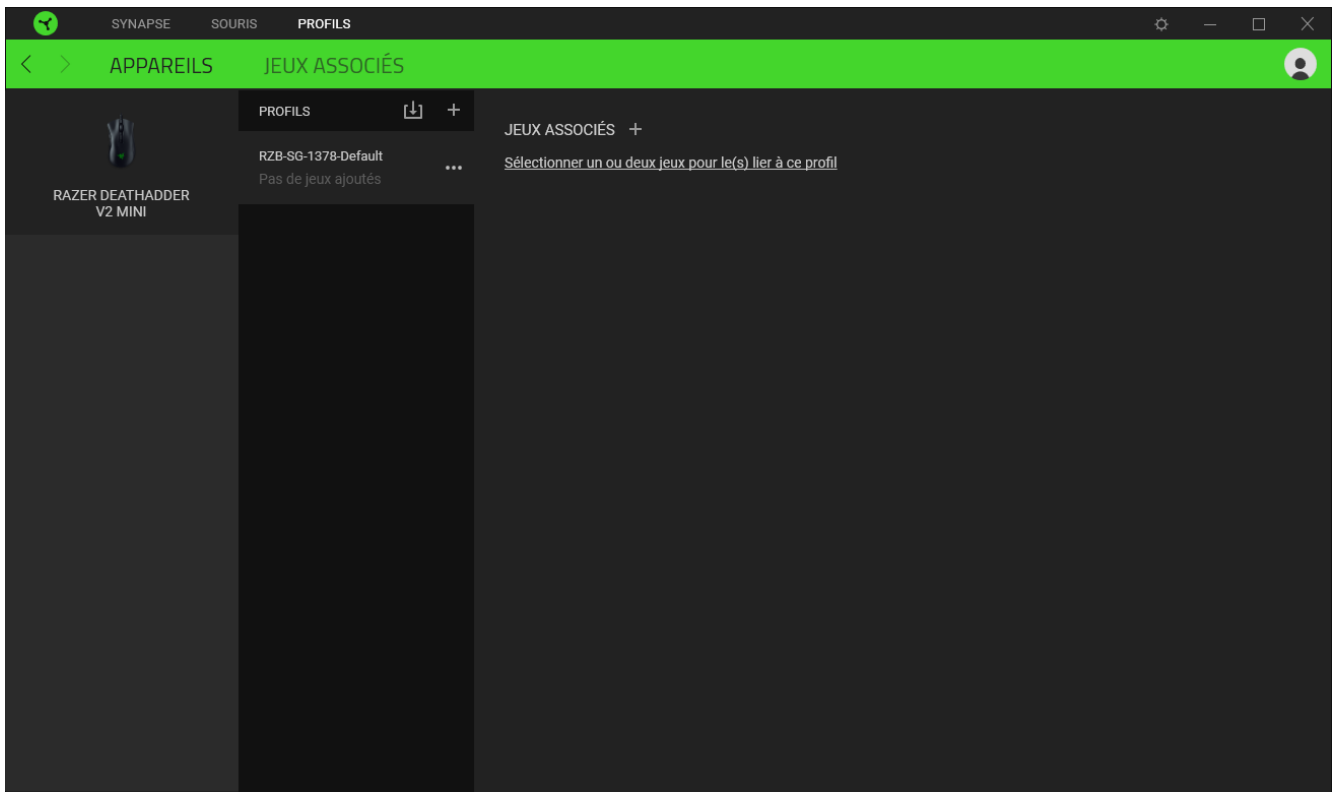 SYNAPSE SOURIS PROFILS
APPAREILS JEUX ASSOCIÉS
RAZER DEATHADDER
V2 MINI
PROFILS
RZB-SG-1378-Default
Pas de jeux ajoutés
JEUX ASSOCIÉS +
Sélectionner un ou deux jeux pour le(s) lier à ce profil